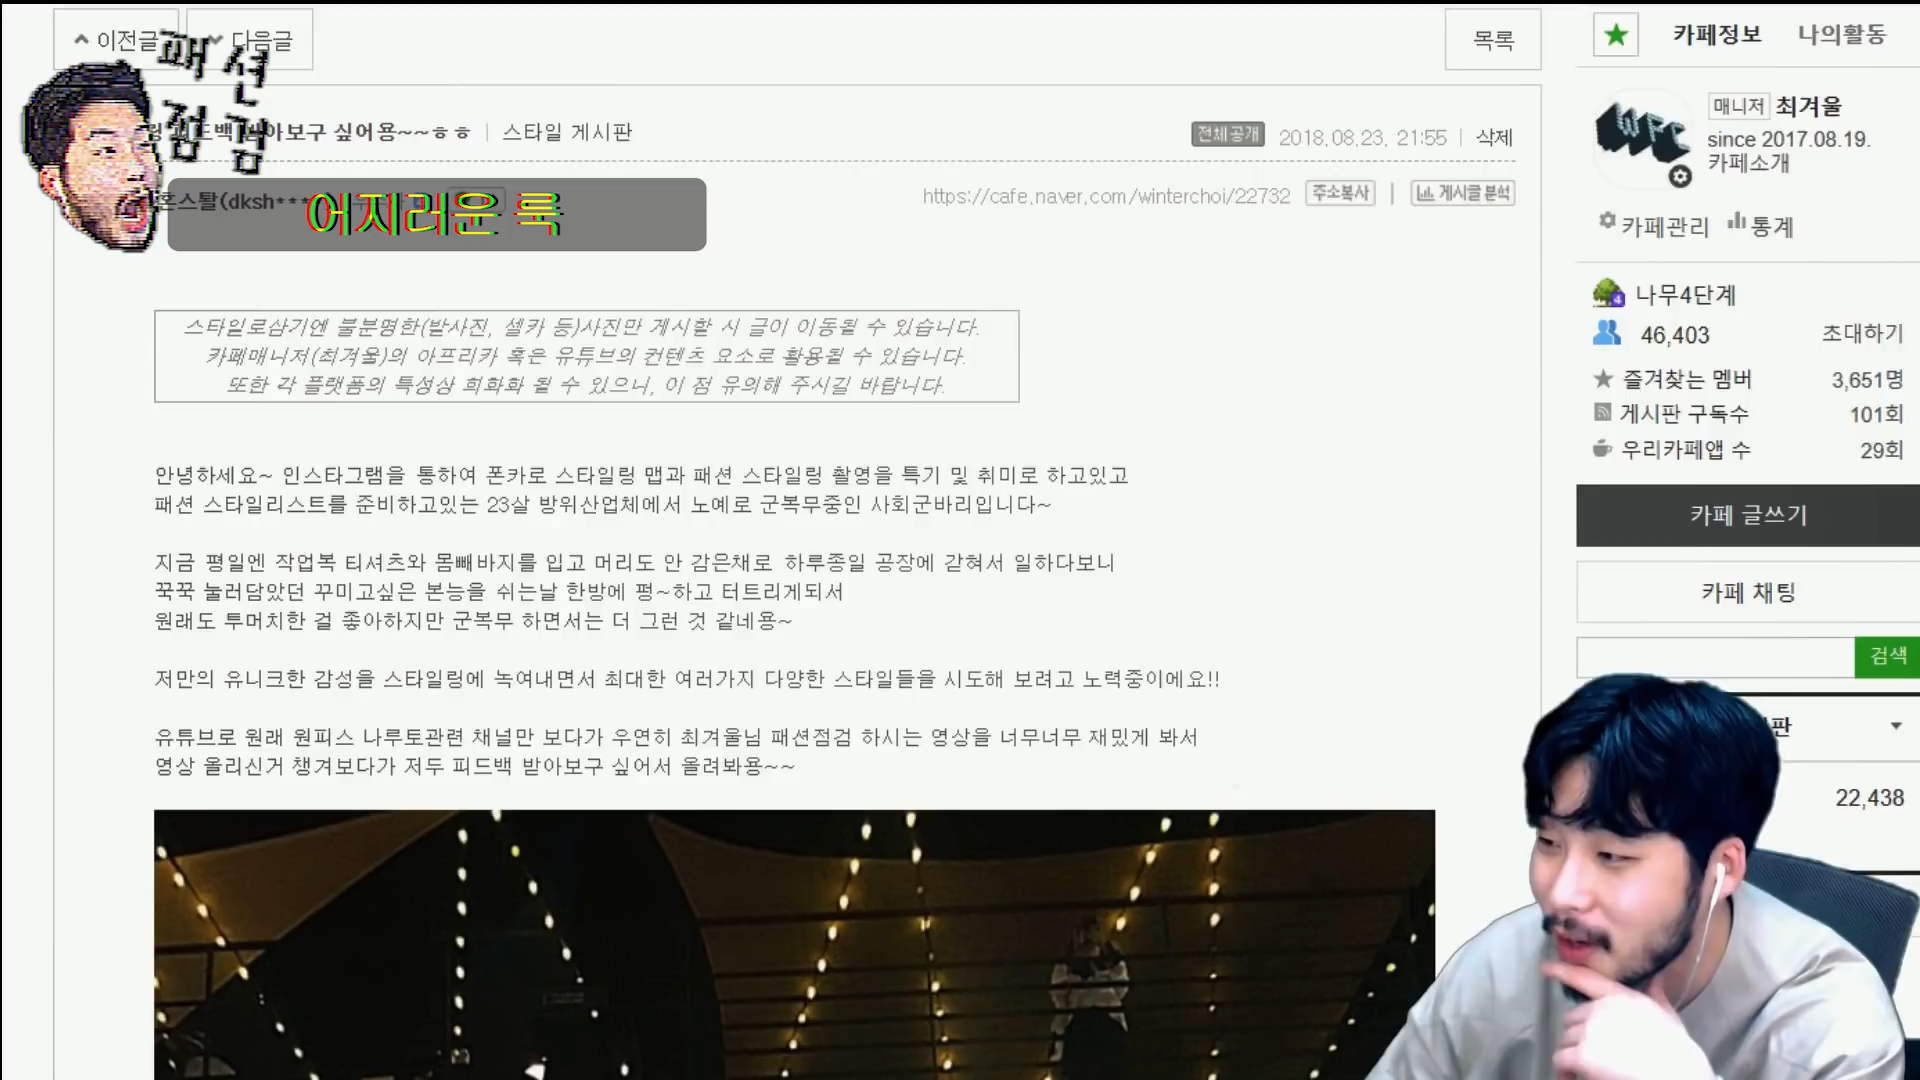 이전글
다음글
목록
패션
점검
피드백 받아보구 싶어용~~ㅎㅎ | 스타일 게시판
전체공개 2018.08.23. 21:55 | 삭제
혼스톼(dksh***
어지러운 룩
https://cafe.naver.com/winterchoi/22732 주소복사 | 게시글 분석
스타일로삼기엔 불분명한(발사진, 셀카 등)사진만 게시할 시 글이 이동될 수 있습니다.
카페매니저(최겨울)의 아프리카 혹은 유튜브의 컨텐츠 요소로 활용될 수 있습니다.
또한 각 플랫폼의 특성상 희화화 될 수 있으니, 이 점 유의해 주시길 바랍니다.
안녕하세요~ 인스타그램을 통하여 폰카로 스타일링 맵과 패션 스타일링 촬영을 특기 및 취미로 하고있고
패션 스타일리스트를 준비하고있는 23살 방위산업체에서 노예로 군복무중인 사회군바리입니다~
지금 평일엔 작업복 티셔츠와 몸빼바지를 입고 머리도 안 감은채로 하루종일 공장에 갇혀서 일하다보니
꾹꾹 눌러담았던 꾸미고싶은 본능을 쉬는날 한방에 펑~하고 터트리게되서
원래도 투머치한 걸 좋아하지만 군복무 하면서는 더 그런 것 같네용~
저만의 유니크한 감성을 스타일링에 녹여내면서 최대한 여러가지 다양한 스타일들을 시도해 보려고 노력중이에요!!
유튜브로 원래 원피스 나루토관련 채널만 보다가 우연히 최겨울님 패션점검 하시는 영상을 너무너무 재밌게 봐서
영상 올리신거 챙겨보다가 저두 피드백 받아보구 싶어서 올려봐용~~
카페정보
나의활동
WFC
매니저 최겨울
since 2017.08.19.
카페소개
카페관리
통계
4
나무4단계
46,403 초대하기
즐겨찾는 멤버 3,651명
게시판 구독수 101회
우리카페앱 수 29회
카페 글쓰기
카페 채팅
검색
판
22,438